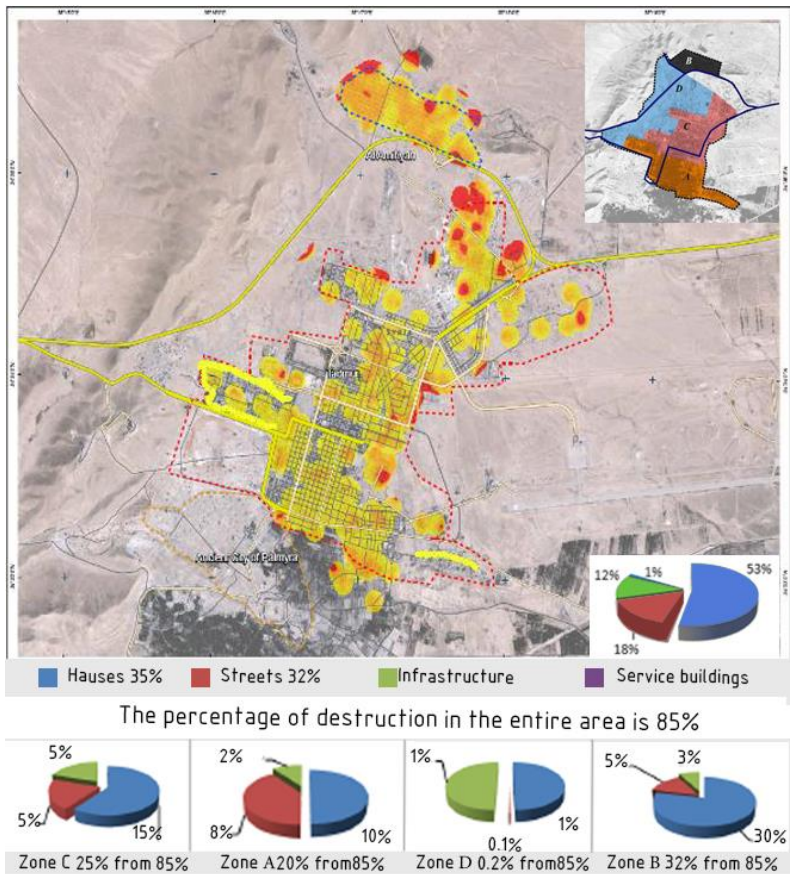 B
D
C
Al Amiriyah
Tadmur
Ancient City of Palmyra
12%
1%
53%
18%
Hauses 35%
Streets 32%
Infrastructure
Service buildings
The percentage of destruction in the entire area is 85%
5%
5%
15%
Zone C 25% from 85%
2%
8%
10%
Zone A20% from85%
1%
0.1%
1%
Zone D 0.2% from85%
5%
3%
30%
Zone B 32% from 85%